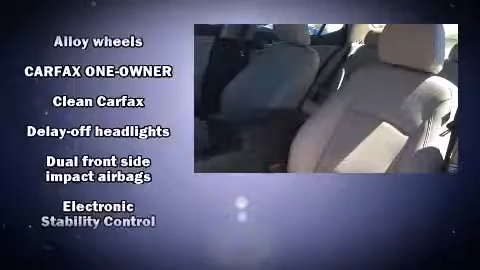 Alloy wheels
CARFAX ONE-OWNER
Clean Carfax
Delay-off headlights
Dual front side
impact airbags
Electronic
Stability Control